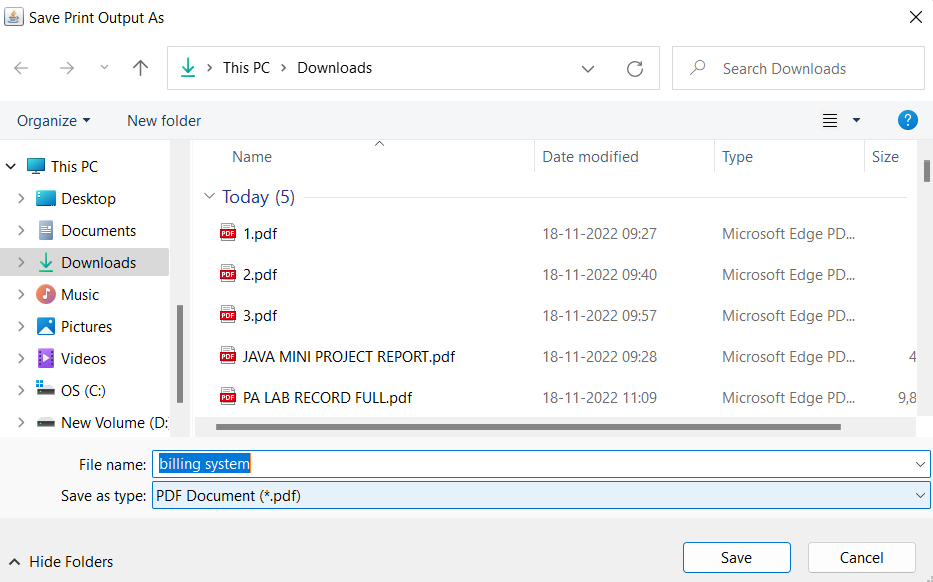 Save Print Output As
This PC > Downloads
Search Downloads
Organize
New folder
Name
Date modified
Type
Size
This PC
Desktop
Documents
Downloads
Music
Pictures
Videos
OS (C:)
New Volume (D:
Today (5)
1.pdf 18-11-2022 09:27 Microsoft Edge PD...
2.pdf 18-11-2022 09:40 Microsoft Edge PD...
3.pdf 18-11-2022 09:57 Microsoft Edge PD...
JAVA MINI PROJECT REPORT.pdf 18-11-2022 09:28 Microsoft Edge PD... 4
PA LAB RECORD FULL.pdf 18-11-2022 11:09 Microsoft Edge PD... 9,8
File name: billing system
Save as type: PDF Document (*.pdf)
Hide Folders
Save
Cancel